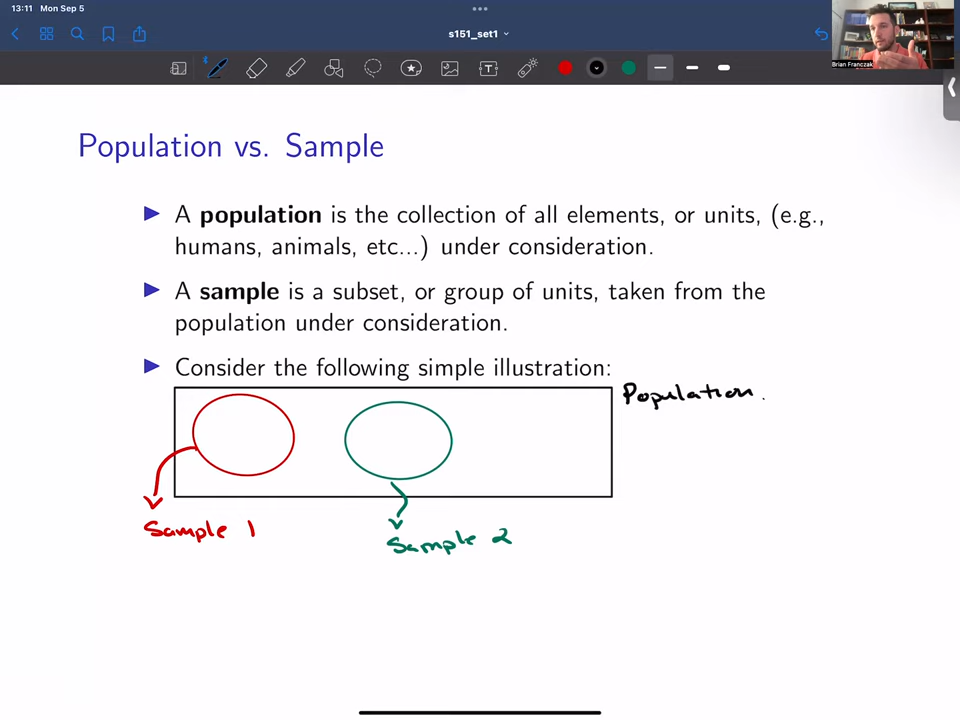 13:11 Mon Sep 5
s151_set1
Brian Franczak
Population vs. Sample
A population is the collection of all elements, or units, (e.g.,
humans, animals, etc...) under consideration.
A sample is a subset, or group of units, taken from the
population under consideration.
Consider the following simple illustration:
Population.
Sample 1
Sample 2